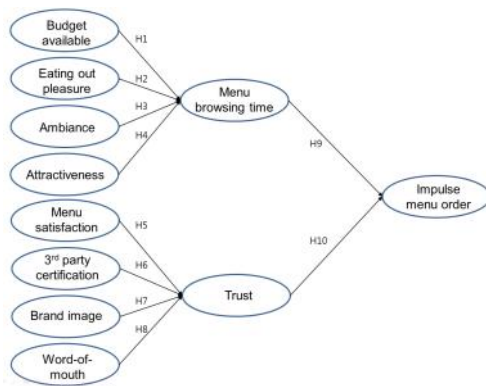 Budget
available
H1
Eating out
pleasure
H2
Menu
browsing time
Ambiance
H3
H4
H9
Attractiveness
Impulse
menu order
Menu
satisfaction
H5
H10
3rd party
certification
H6
Trust
Brand image
H7
H8
Word-of-
mouth